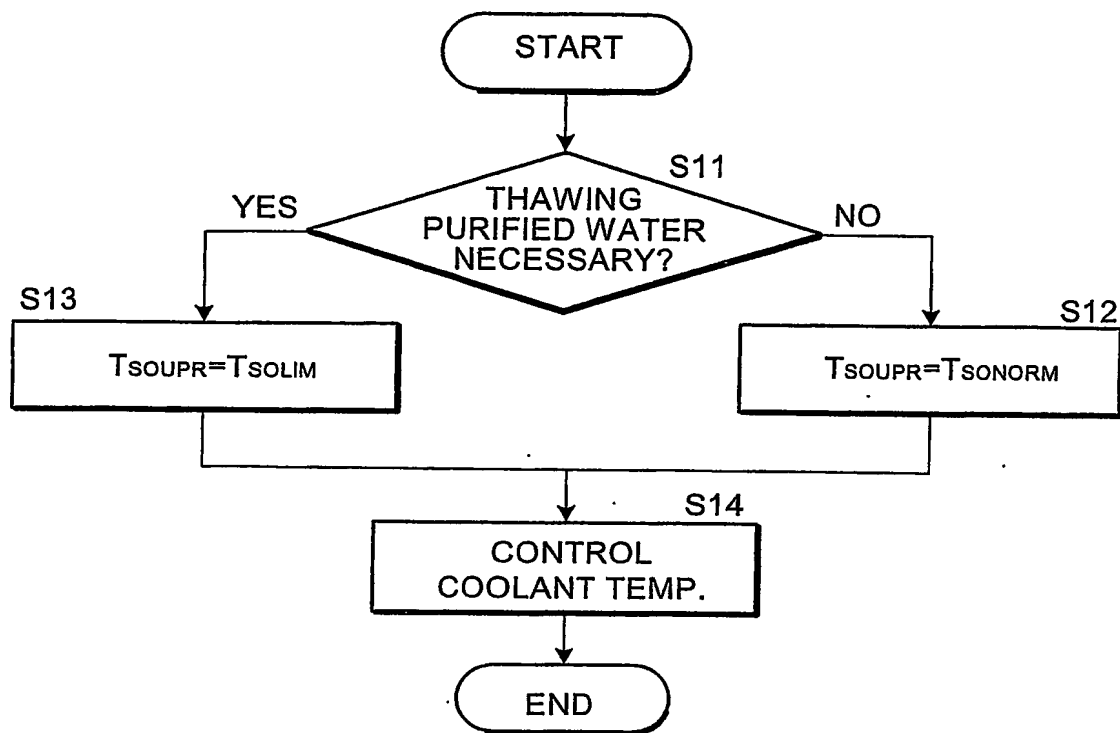 START
S11
THAWING
PURIFIED WATER
NECESSARY?
YES
NO
S13
TSOUPR=TSOLIM
S12
TSOUPR=TSONORM
S14
CONTROL
COOLANT TEMP.
END